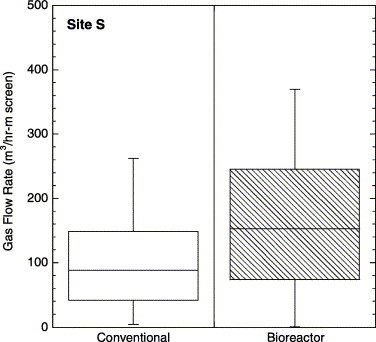 Site S
Gas Flow Rate (m³/hr-m screen)
500
400
300
200
100
0
Conventional Bioreactor